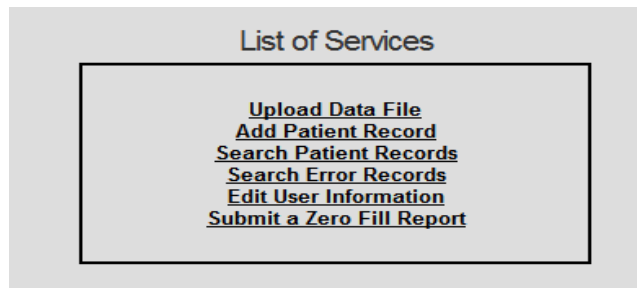 List of Services
Upload Data File
Add Patient Record
Search Patient Records
Search Error Records
Edit User Information
Submit a Zero Fill Report